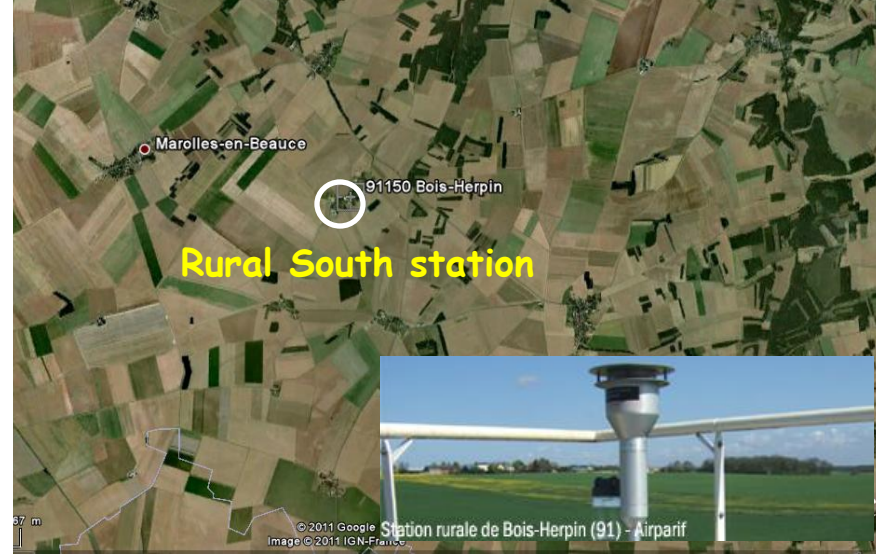 Marolles-en-Beauce
91150 Bois-Herpin
Rural South station
67 m
© 2011 Google
Image © 2011 IGN-France
Station rurale de Bois-Herpin (91) - Airparif